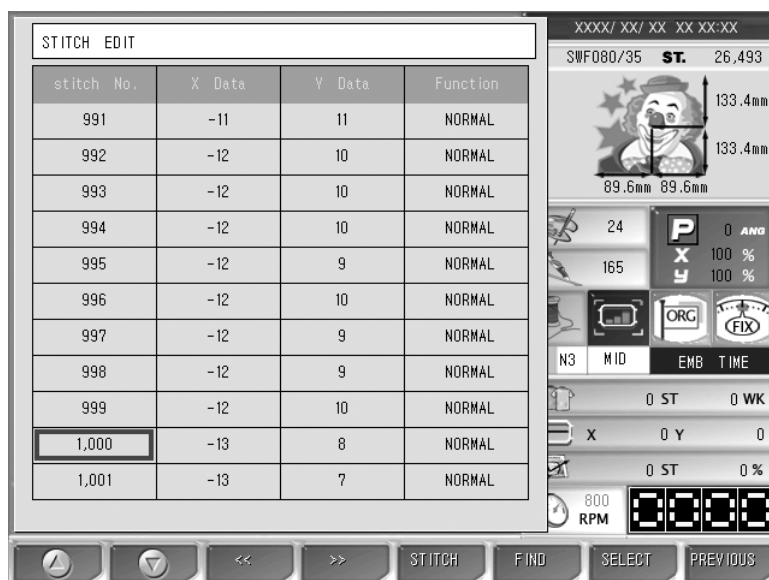 STITCH EDIT
stitch No. X Data Y Data Function
991 -11 11 NORMAL
992 -12 10 NORMAL
993 -12 10 NORMAL
994 -12 10 NORMAL
995 -12 9 NORMAL
996 -12 10 NORMAL
997 -12 9 NORMAL
998 -12 9 NORMAL
999 -12 10 NORMAL
1,000 -13 8 NORMAL
1,001 -13 7 NORMAL
XXXX/ XX/ XX XX XX:XX
SWF080/35 ST. 26,493
133.4mm
133.4mm
89.6mm 89.6mm
24
165
P 0 ANG
X 100 %
Y 100 %
ORG
FIX
N3 MID EMB TIME
0 ST 0 WK
X 0 Y 0
0 ST 0 %
800
RPM
0000
<< >> STITCH FIND SELECT PREVIOUS